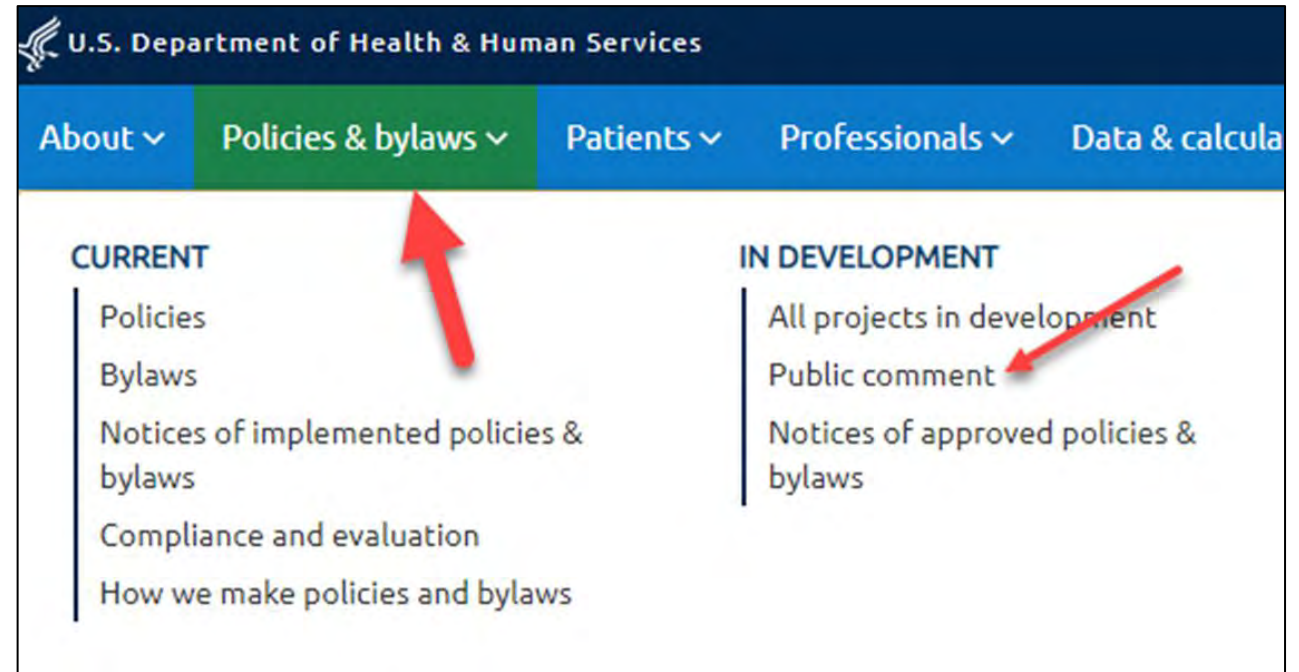 U.S. Department of Health & Human Services
About Policies & bylaws Patients Professionals Data & calcula
CURRENT
Policies
Bylaws
Notices of implemented policies &
bylaws
Compliance and evaluation
How we make policies and bylaws
IN DEVELOPMENT
All projects in development
Public comment
Notices of approved policies &
bylaws